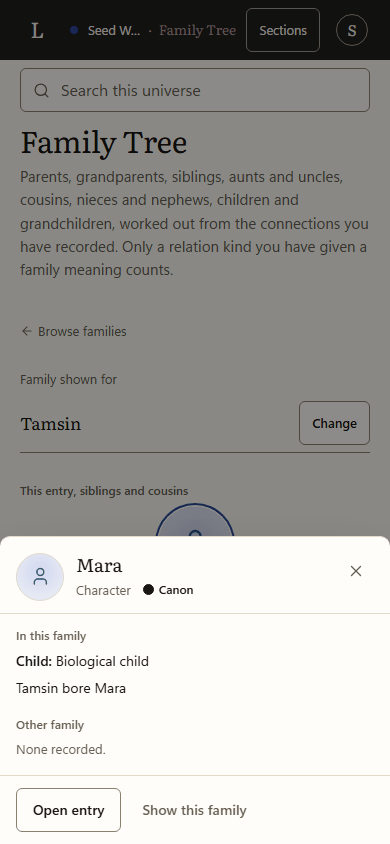 L Seed W... · Family Tree Sections S
Search this universe
Family Tree
Parents, grandparents, siblings, aunts and uncles,
cousins, nieces and nephews, children and
grandchildren, worked out from the connections you
have recorded. Only a relation kind you have given a
family meaning counts.
← Browse families
Family shown for
Tamsin Change
This entry, siblings and cousins
Mara
Character Canon
In this family
Child: Biological child
Tamsin bore Mara
Other family
None recorded.
Open entry Show this family